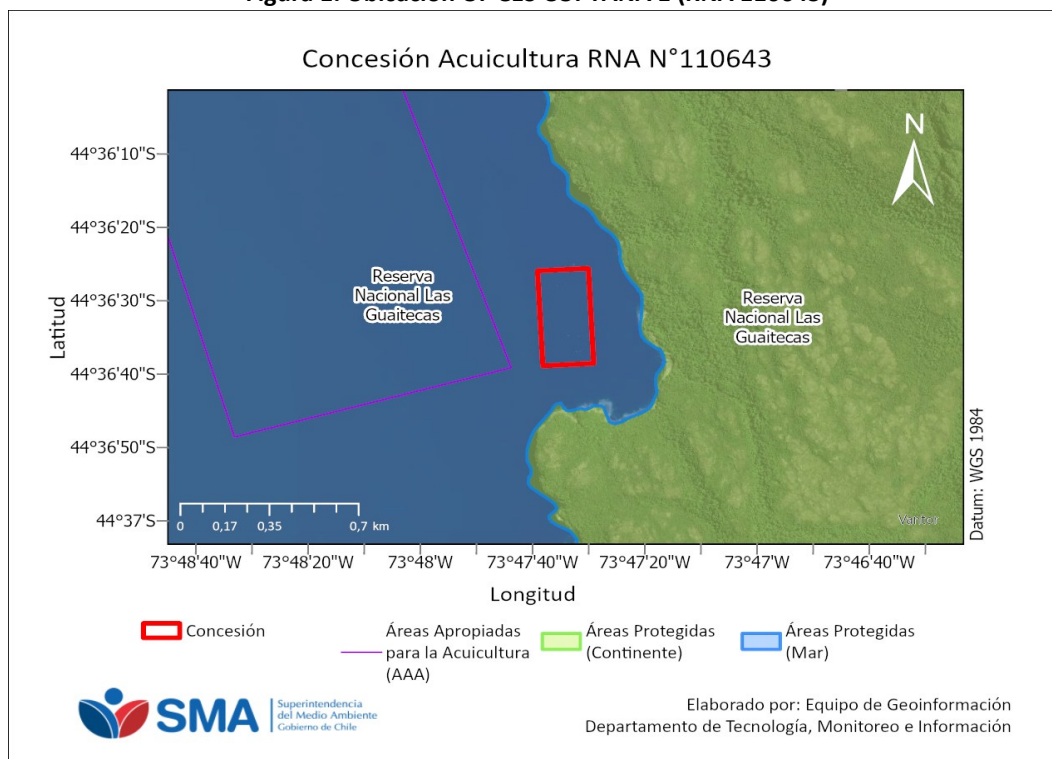 Concesión Acuicultura RNA N°110643
N
44°36'10"S
44°36'20"S
44°36'30"S
44°36'40"S
44°36'50"S
44°37'S
Latitud
Reserva
Nacional Las
Guaitecas
Reserva
Nacional Las
Guaitecas
Datum: WGS 1984
Vantor
0 0,17 0,35 0,7 km
73°48'40"W 73°48'20"W 73°48'W 73°47'40"W 73°47'20"W 73°47'W 73°46'40"W
Longitud
Concesión
Áreas Apropiadas
para la Acuicultura
(AAA)
Áreas Protegidas
(Continente)
Áreas Protegidas
(Mar)
SMA
Superintendencia
del Medio Ambiente
Gobierno de Chile
Elaborado por: Equipo de Geoinformación
Departamento de Tecnología, Monitoreo e Información